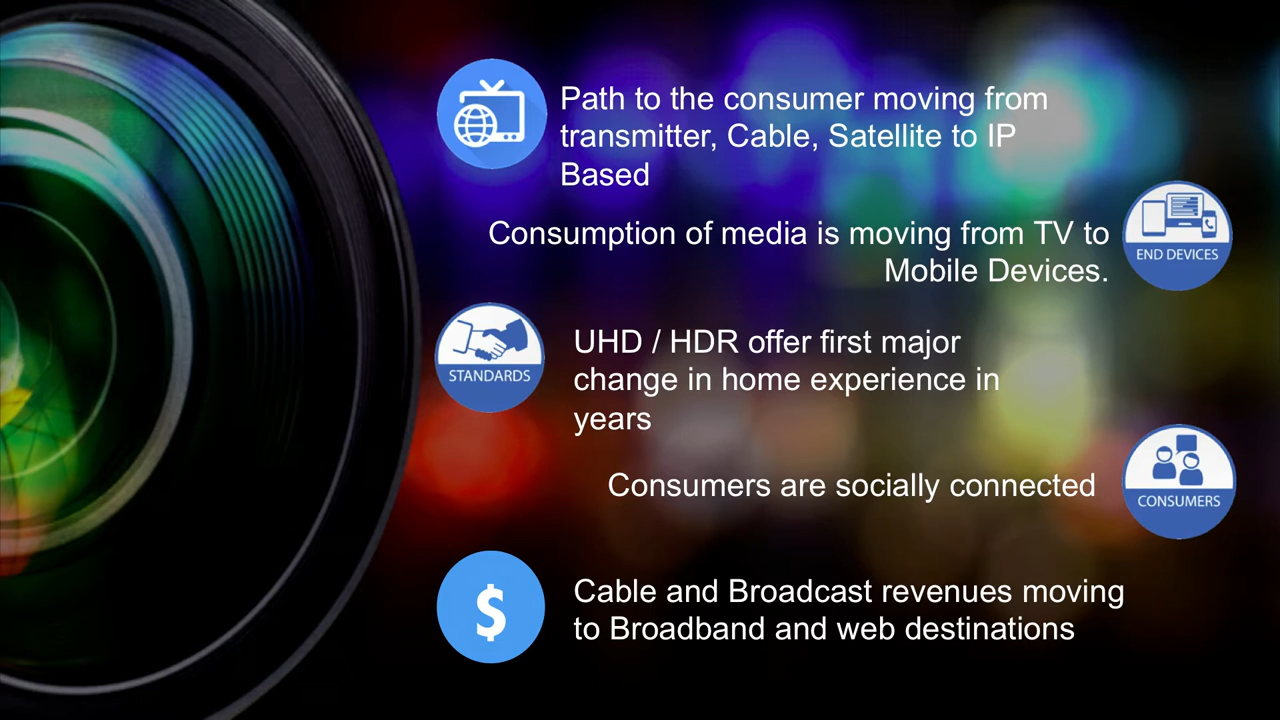 Path to the consumer moving from
transmitter, Cable, Satellite to IP
Based
Consumption of media is moving from TV to
Mobile Devices.
END DEVICES
UHD / HDR offer first major
change in home experience in
years
STANDARDS
Consumers are socially connected
CONSUMERS
$
Cable and Broadcast revenues moving
to Broadband and web destinations